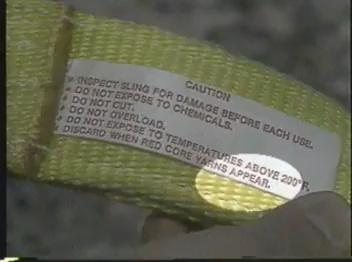 CAUTION
• INSPECT SLING FOR DAMAGE BEFORE EACH USE.
• DO NOT EXPOSE TO CHEMICALS.
• DO NOT CUT.
• DO NOT OVERLOAD.
• DO NOT EXPOSE TO TEMPERATURES ABOVE 200°F.
• DISCARD WHEN RED CORE YARNS APPEAR.